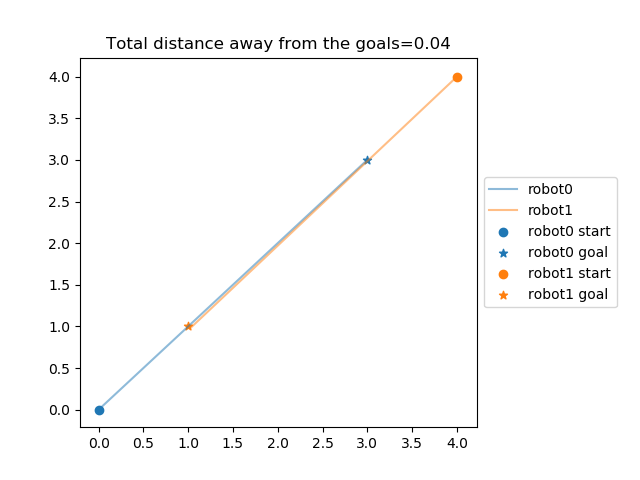 Total distance away from the goals=0.04
4.0
3.5
3.0
2.5
2.0
1.5
1.0
0.5
0.0
0.0 0.5 1.0 1.5 2.0 2.5 3.0 3.5 4.0
robot0
robot1
robot0 start
robot0 goal
robot1 start
robot1 goal